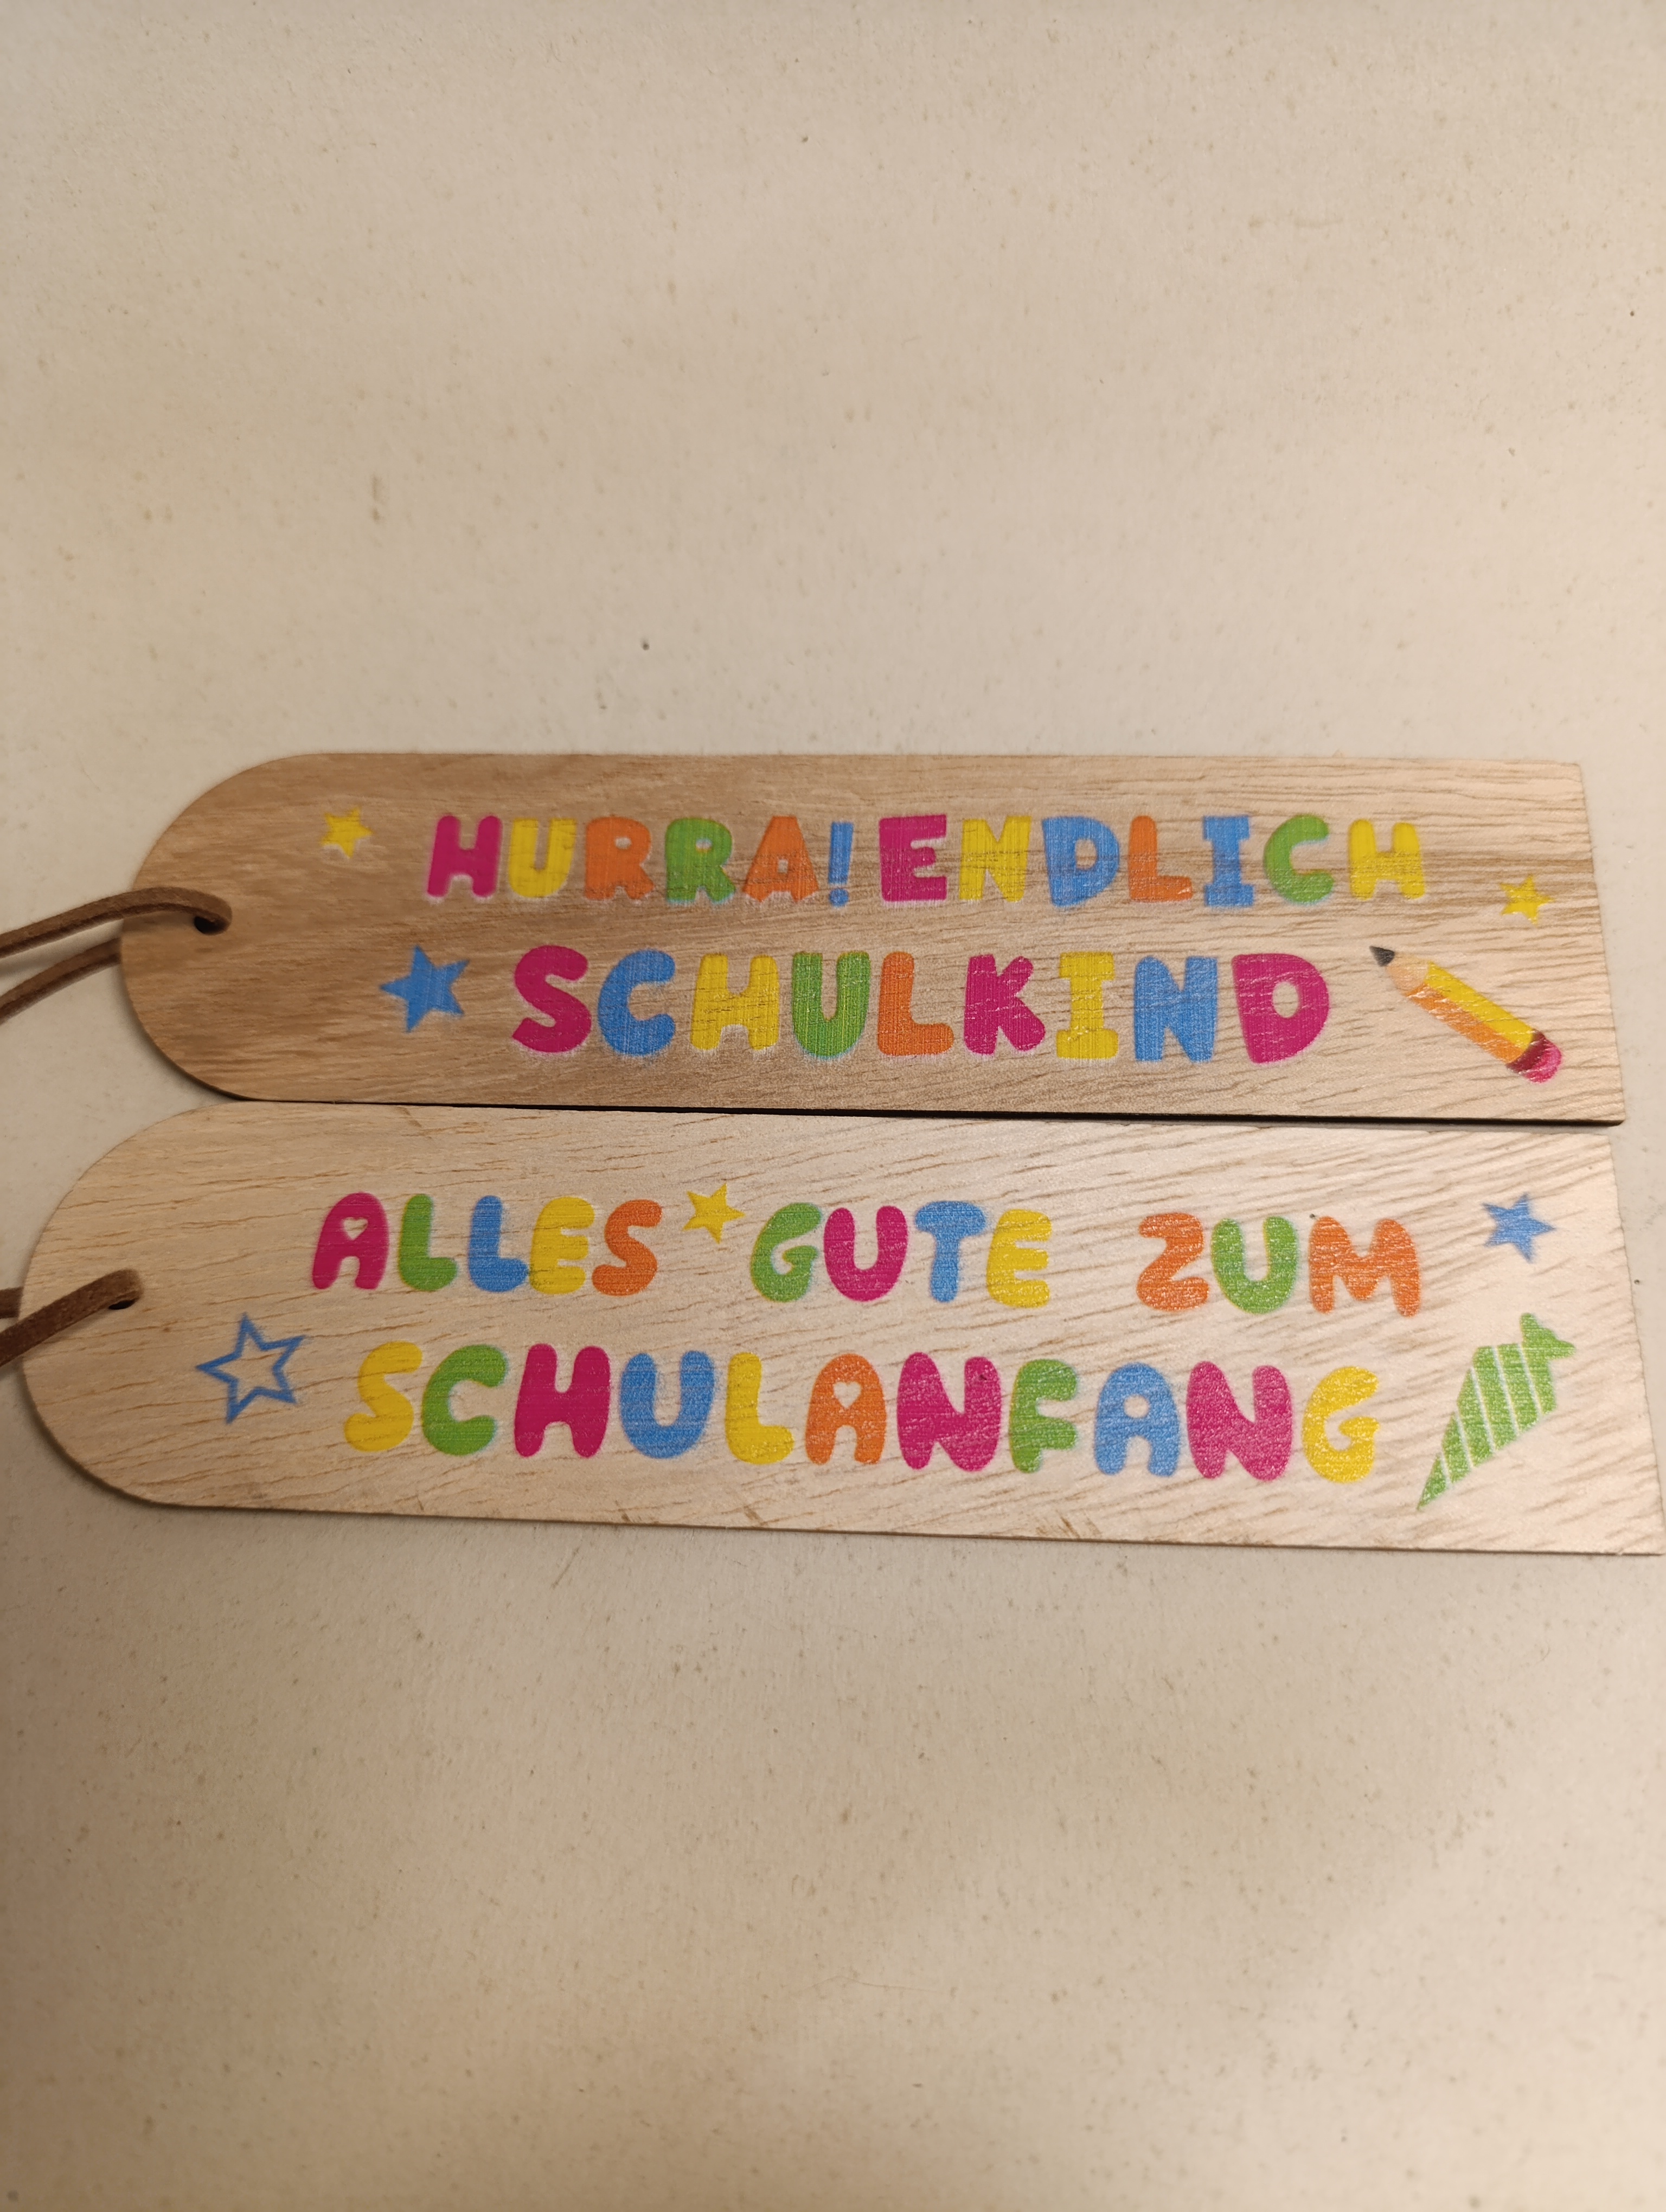 HURRA! ENDLICH
SCHULKIND
ALLES GUTE ZUM
SCHULANFANG